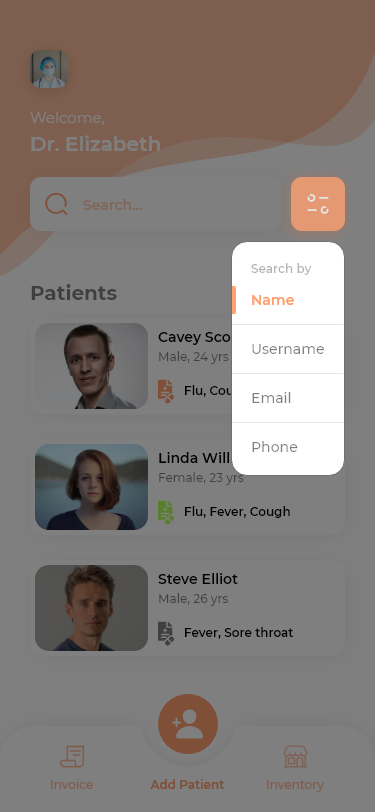 Welcome,
Dr. Elizabeth
Search...
Search by
Name
Username
Email
Phone
Patients
Cavey Sco
Male, 24 yrs
Flu, Cou
Linda Will
Female, 23 yrs
Flu, Fever, Cough
Steve Elliot
Male, 26 yrs
Fever, Sore throat
Invoice
Add Patient
Inventory